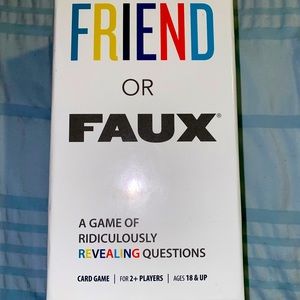 FRIEND
OR
FAUX®
A GAME OF
RIDICULOUSLY
REVEALING QUESTIONS
CARD GAME | FOR 2+ PLAYERS | AGES 18 & UP